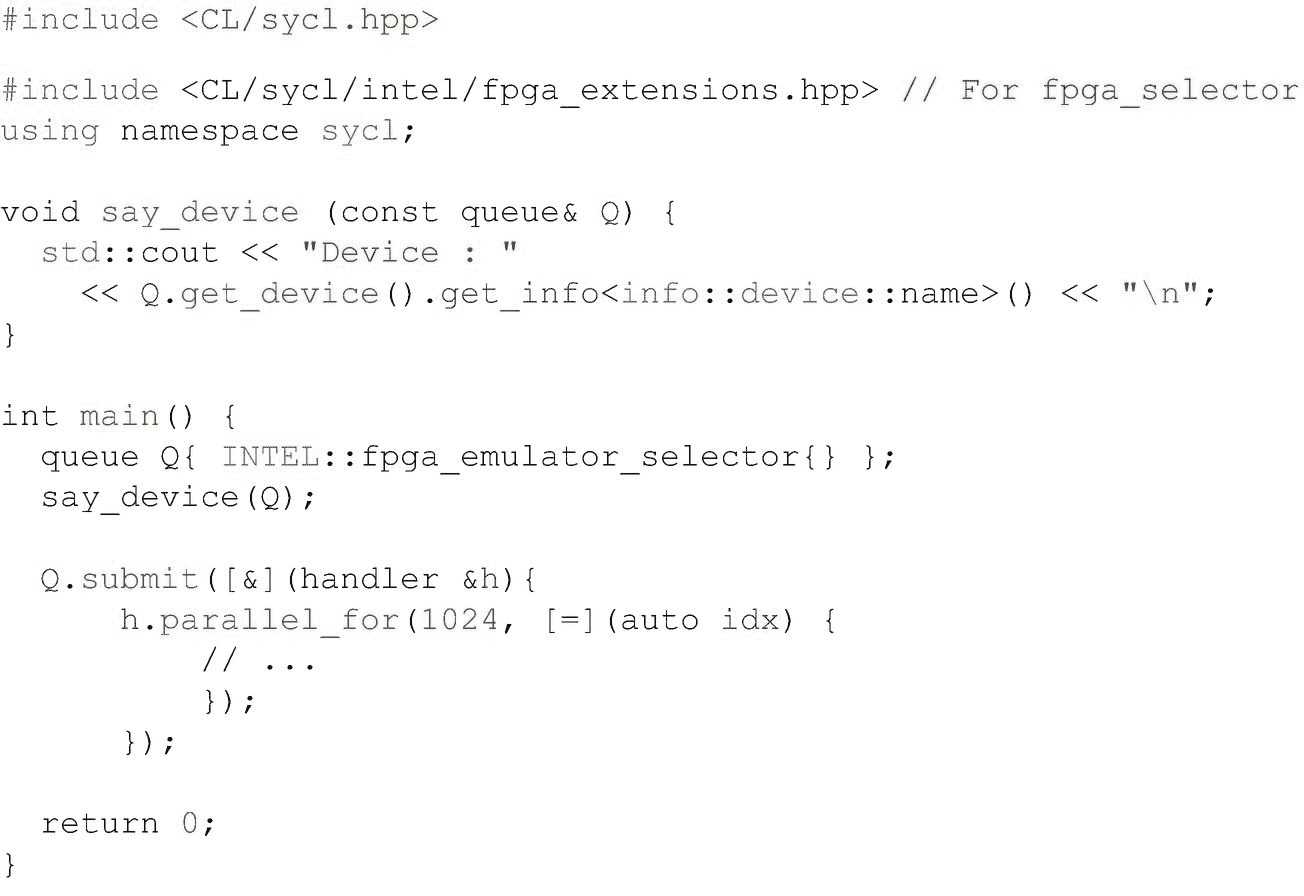 #include <CL/sycl.hpp>
#include <CL/sycl/intel/fpga_extensions.hpp> // For fpga_selector
using namespace sycl;
void say_device (const queue& Q) {
  std::cout << "Device : "
    << Q.get_device().get_info<info::device::name>() << "\n";
}
int main() {
  queue Q{ INTEL::fpga_emulator_selector{} };
  say_device(Q);
  Q.submit([&](handler &h){
      h.parallel_for(1024, [=](auto idx) {
          // ...
          });
      });
  return 0;
}